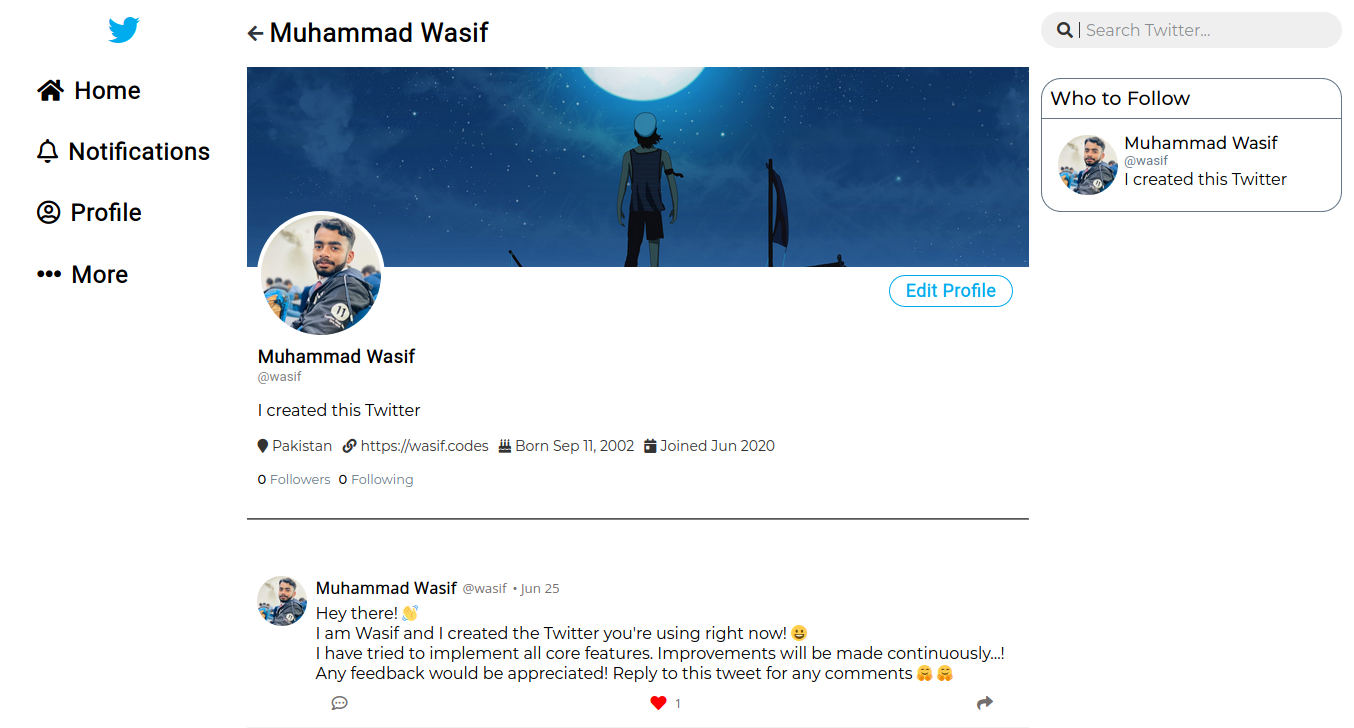 Muhammad Wasif
Search Twitter...
Home
Notifications
Profile
More
Who to Follow
Muhammad Wasif
@wasif
I created this Twitter
Edit Profile
Muhammad Wasif
@wasif
I created this Twitter
Pakistan https://wasif.codes Born Sep 11, 2002 Joined Jun 2020
0 Followers 0 Following
Muhammad Wasif @wasif • Jun 25
Hey there! 👋
I am Wasif and I created the Twitter you're using right now! 😀
I have tried to implement all core features. Improvements will be made continuously...!
Any feedback would be appreciated! Reply to this tweet for any comments 🤗 🤗
1